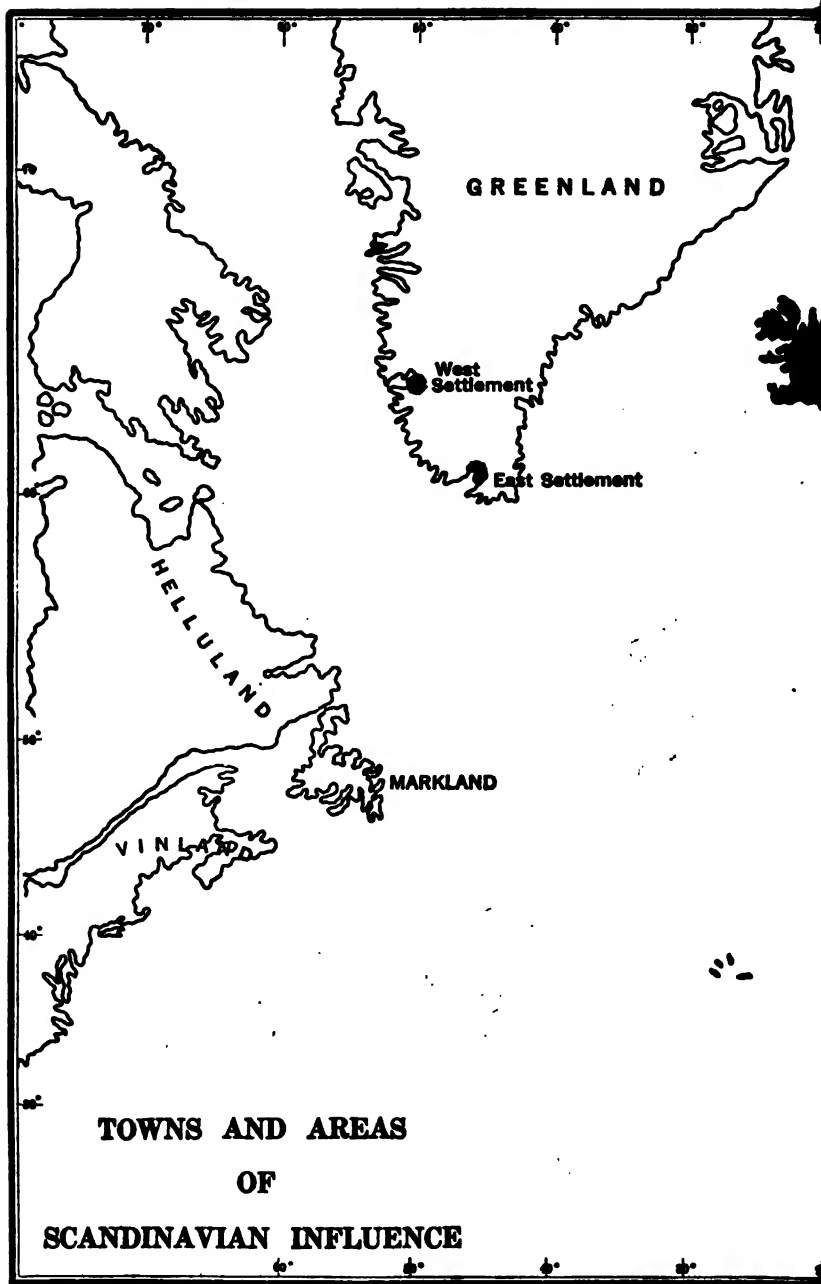 GREENLAND
West
Settlement
East Settlement
HELLULAND
MARKLAND
VINLAND
TOWNS AND AREAS
OF
SCANDINAVIAN INFLUENCE